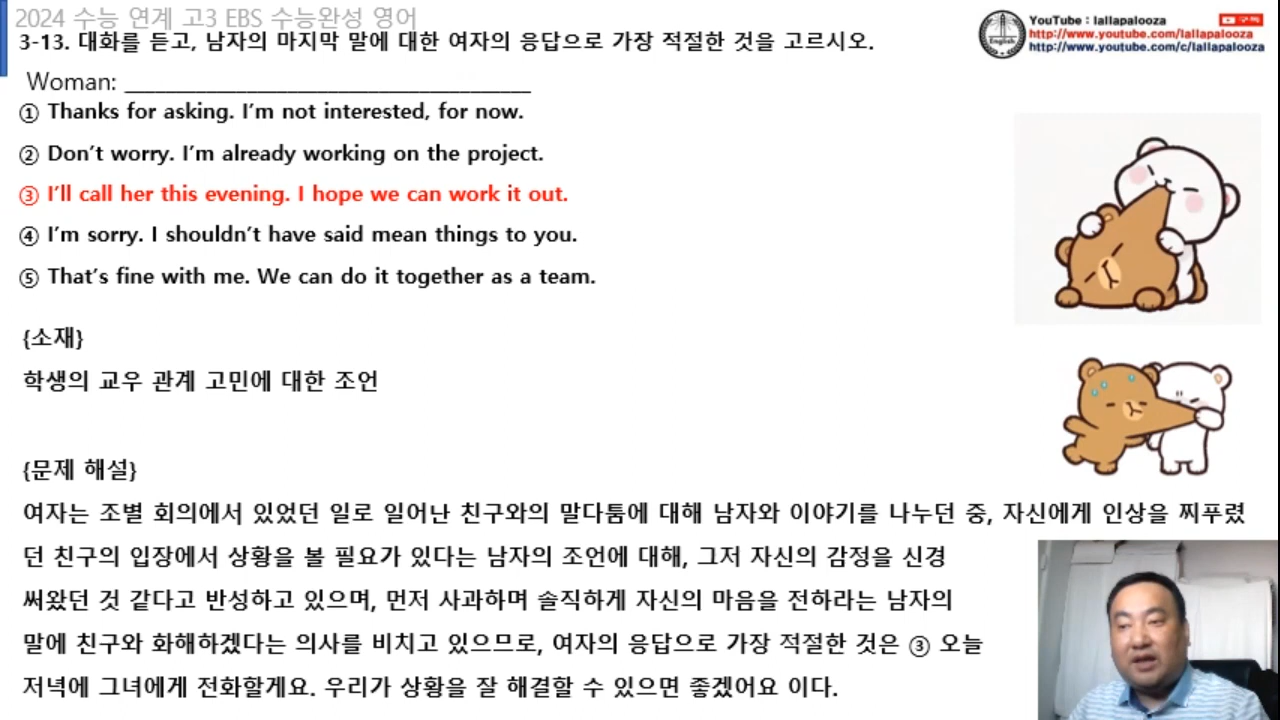 2024 수능 연계 고3 EBS 수능완성 영어
3-13. 대화를 듣고, 남자의 마지막 말에 대한 여자의 응답으로 가장 적절한 것을 고르시오.
YouTube : lallapalooza
구독
http://www.youtube.com/lallapalooza
http://www.youtube.com/c/lallapalooza
English
Woman: ________________________________________
① Thanks for asking. I’m not interested, for now.
② Don’t worry. I’m already working on the project.
③ I’ll call her this evening. I hope we can work it out.
④ I’m sorry. I shouldn’t have said mean things to you.
⑤ That’s fine with me. We can do it together as a team.
{소재}
학생의 교우 관계 고민에 대한 조언
{문제 해설}
여자는 조별 회의에서 있었던 일로 일어난 친구와의 말다툼에 대해 남자와 이야기를 나누던 중, 자신에게 인상을 찌푸렸
던 친구의 입장에서 상황을 볼 필요가 있다는 남자의 조언에 대해, 그저 자신의 감정을 신경
써왔던 것 같다고 반성하고 있으며, 먼저 사과하며 솔직하게 자신의 마음을 전하라는 남자의
말에 친구와 화해하겠다는 의사를 비치고 있으므로, 여자의 응답으로 가장 적절한 것은 ③ 오늘
저녁에 그녀에게 전화할게요. 우리가 상황을 잘 해결할 수 있으면 좋겠어요 이다.